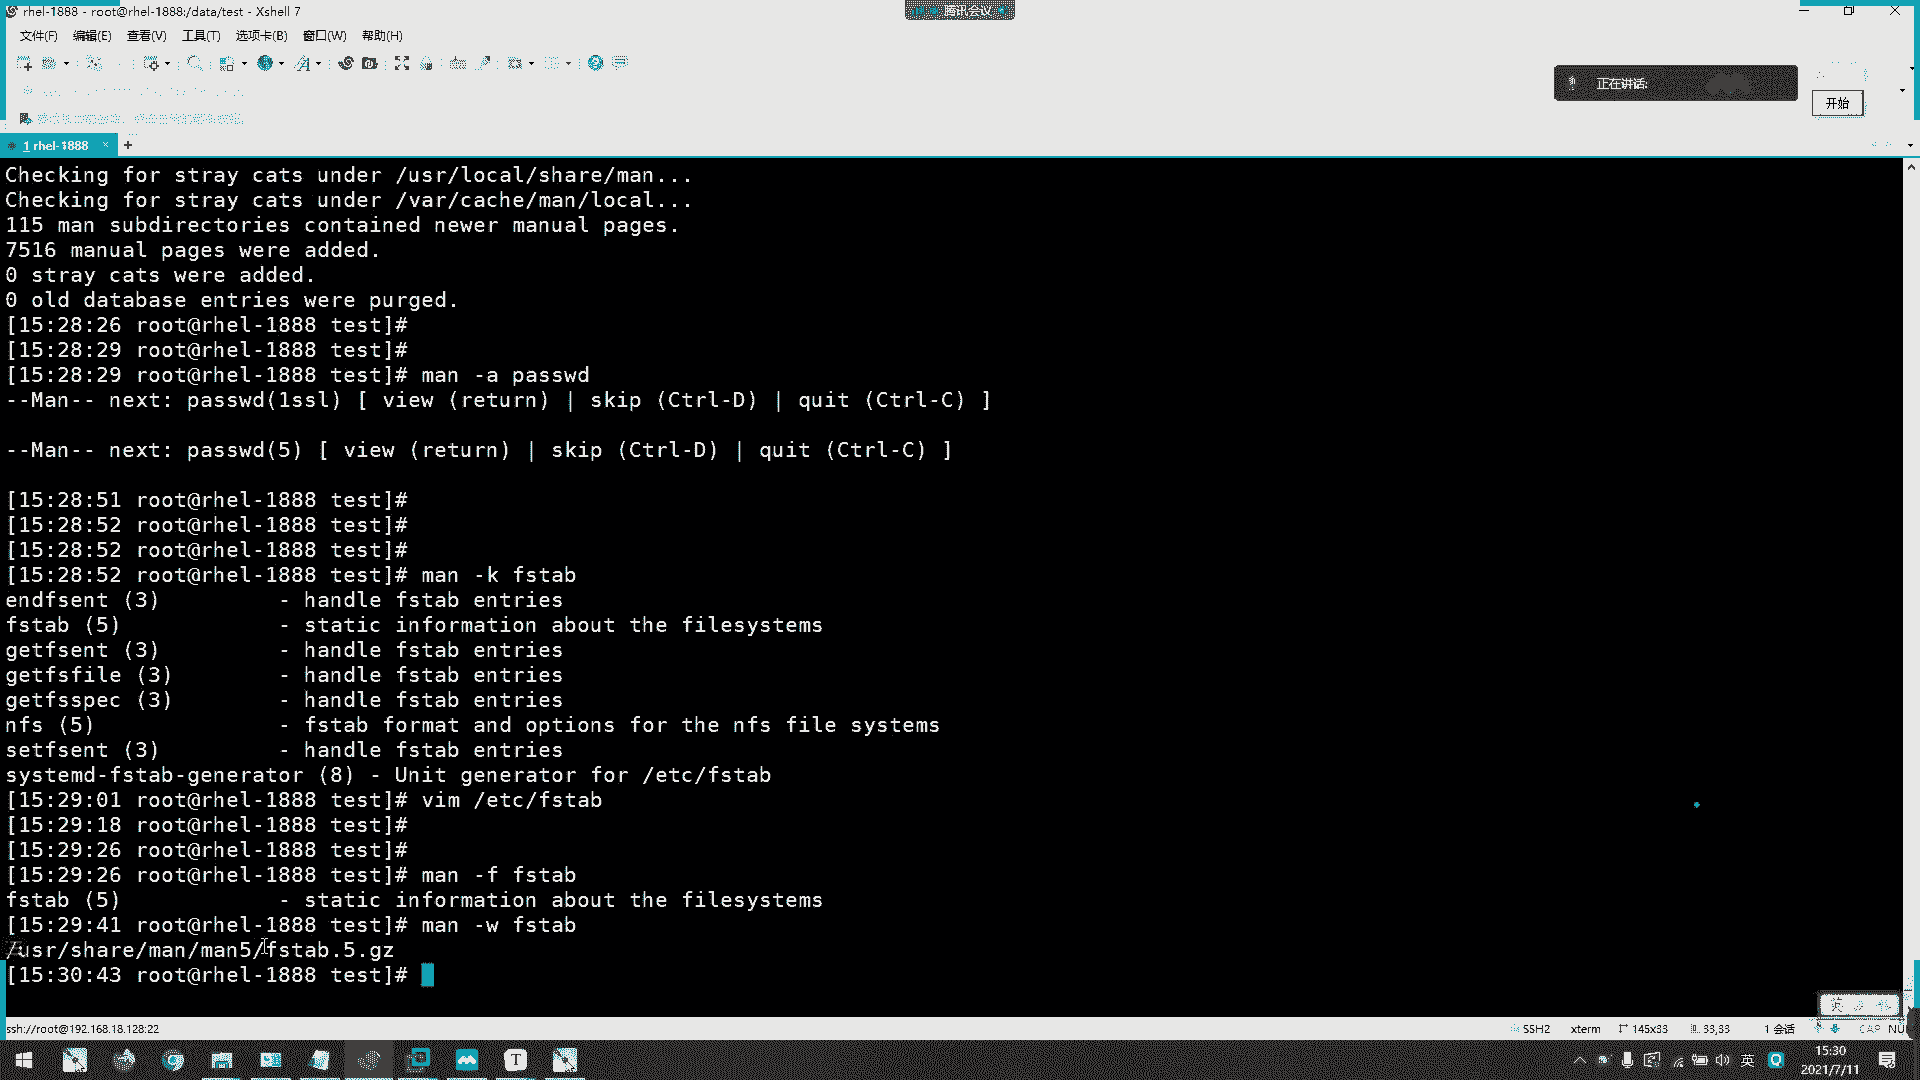 rhel-1888 - root@rhel-1888:/data/test - Xshell 7
腾讯会议
文件(F) 编辑(E) 查看(V) 工具(T) 选项卡(B) 窗口(W) 帮助(H)
正在讲话:
开始
1 rhel-1888 × +
Checking for stray cats under /usr/local/share/man...
Checking for stray cats under /var/cache/man/local...
115 man subdirectories contained newer manual pages.
7516 manual pages were added.
0 stray cats were added.
0 old database entries were purged.
[15:28:26 root@rhel-1888 test]#
[15:28:29 root@rhel-1888 test]#
[15:28:29 root@rhel-1888 test]# man -a passwd
--Man-- next: passwd(1ssl) [ view (return) | skip (Ctrl-D) | quit (Ctrl-C) ]
--Man-- next: passwd(5) [ view (return) | skip (Ctrl-D) | quit (Ctrl-C) ]
[15:28:51 root@rhel-1888 test]#
[15:28:52 root@rhel-1888 test]#
[15:28:52 root@rhel-1888 test]#
[15:28:52 root@rhel-1888 test]# man -k fstab
endfsent (3) - handle fstab entries
fstab (5) - static information about the filesystems
getfsent (3) - handle fstab entries
getfsfile (3) - handle fstab entries
getfsspec (3) - handle fstab entries
nfs (5) - fstab format and options for the nfs file systems
setfsent (3) - handle fstab entries
systemd-fstab-generator (8) - Unit generator for /etc/fstab
[15:29:01 root@rhel-1888 test]# vim /etc/fstab
[15:29:18 root@rhel-1888 test]#
[15:29:26 root@rhel-1888 test]#
[15:29:26 root@rhel-1888 test]# man -f fstab
fstab (5) - static information about the filesystems
[15:29:41 root@rhel-1888 test]# man -w fstab
/usr/share/man/man5/fstab.5.gz
[15:30:43 root@rhel-1888 test]#
英
ssh://root@192.168.18.128:22 SSH2 xterm 145x33 33,33 1 会话 CAP NUM
英 15:30
2021/7/11